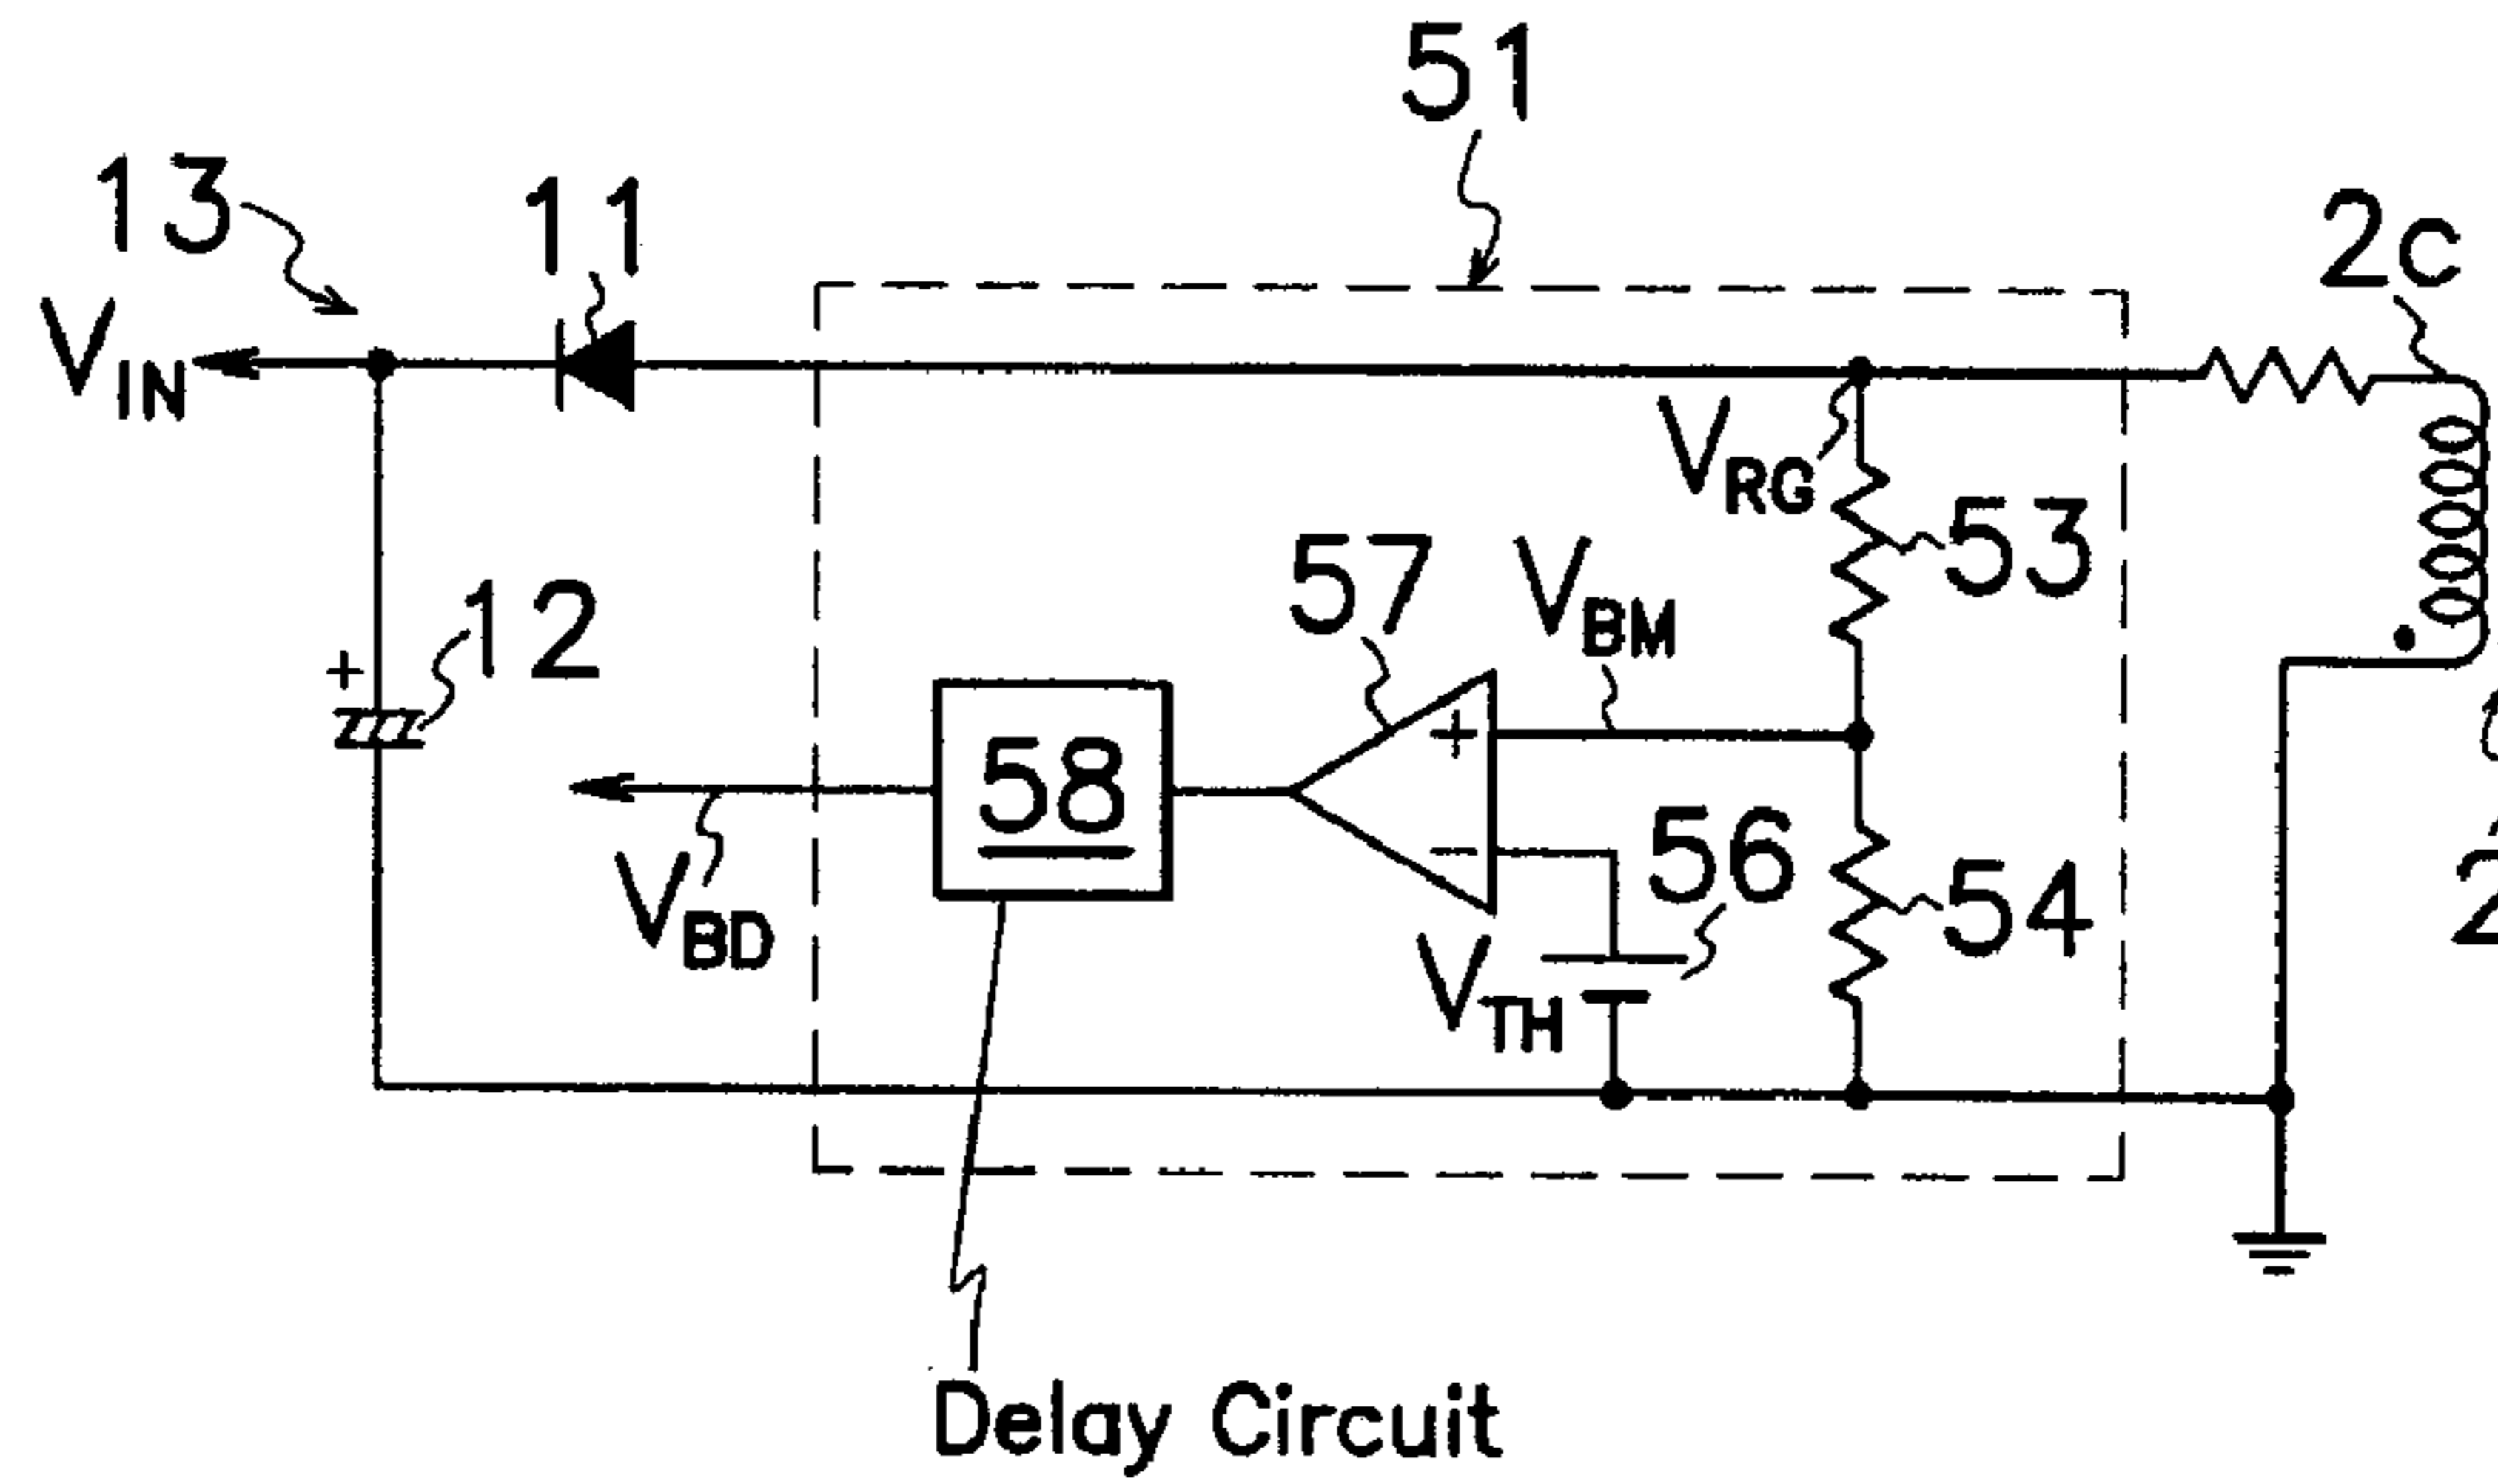 51
13
11
2c
VIN
VRG
53
57
VBM
12
+
+
58
56
−
54
VBD
VTH
Delay Circuit